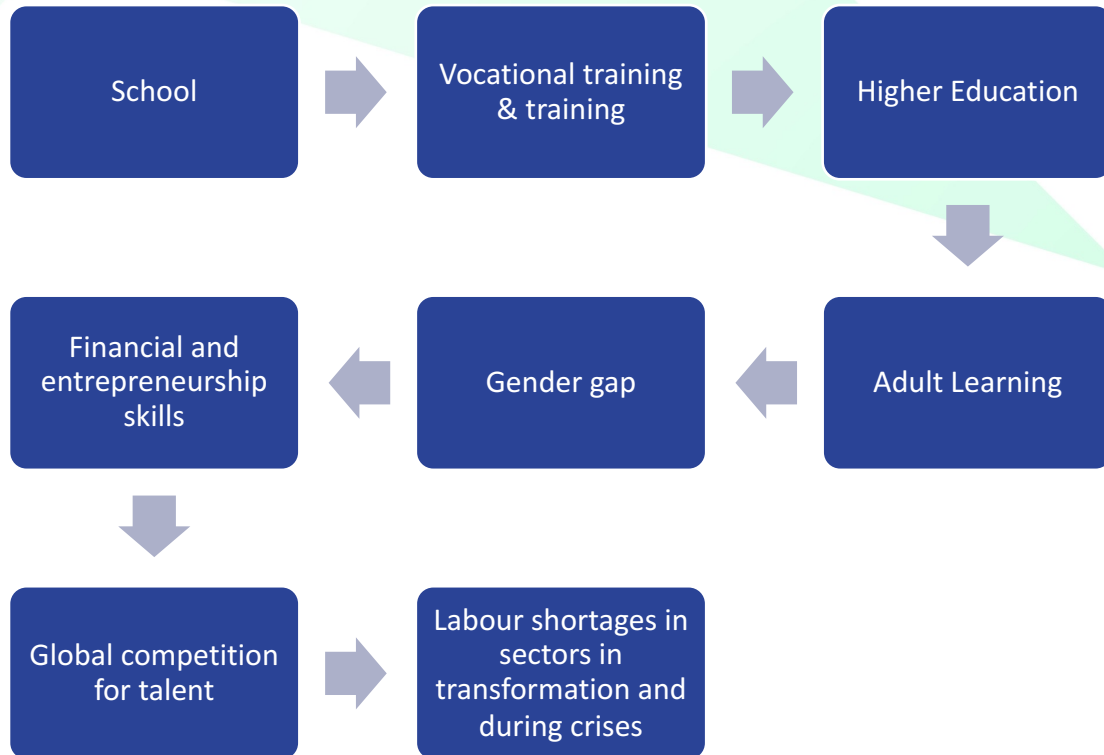 School
Vocational training
& training
Higher Education
Adult Learning
Gender gap
Financial and
entrepreneurship
skills
Global competition
for talent
Labour shortages in
sectors in
transformation and
during crises